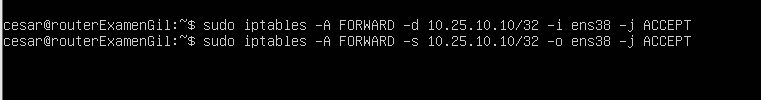 cesar@routerExamenGil:~$ sudo iptables -A FORWARD -d 10.25.10.10/32 -i ens38 -j ACCEPT
cesar@routerExamenGil:~$ sudo iptables -A FORWARD -s 10.25.10.10/32 -o ens38 -j ACCEPT